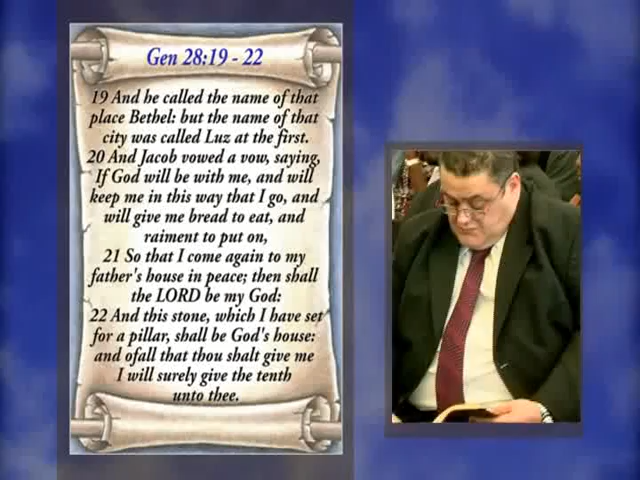 Gen 28:19 - 22
19 And he called the name of that
place Bethel: but the name of that
city was called Luz at the first.
20 And Jacob vowed a vow, saying,
If God will be with me, and will
keep me in this way that I go, and
will give me bread to eat, and
raiment to put on,
21 So that I come again to my
father's house in peace; then shall
the LORD be my God:
22 And this stone, which I have set
for a pillar, shall be God's house:
and ofall that thou shalt give me
I will surely give the tenth
unto thee.